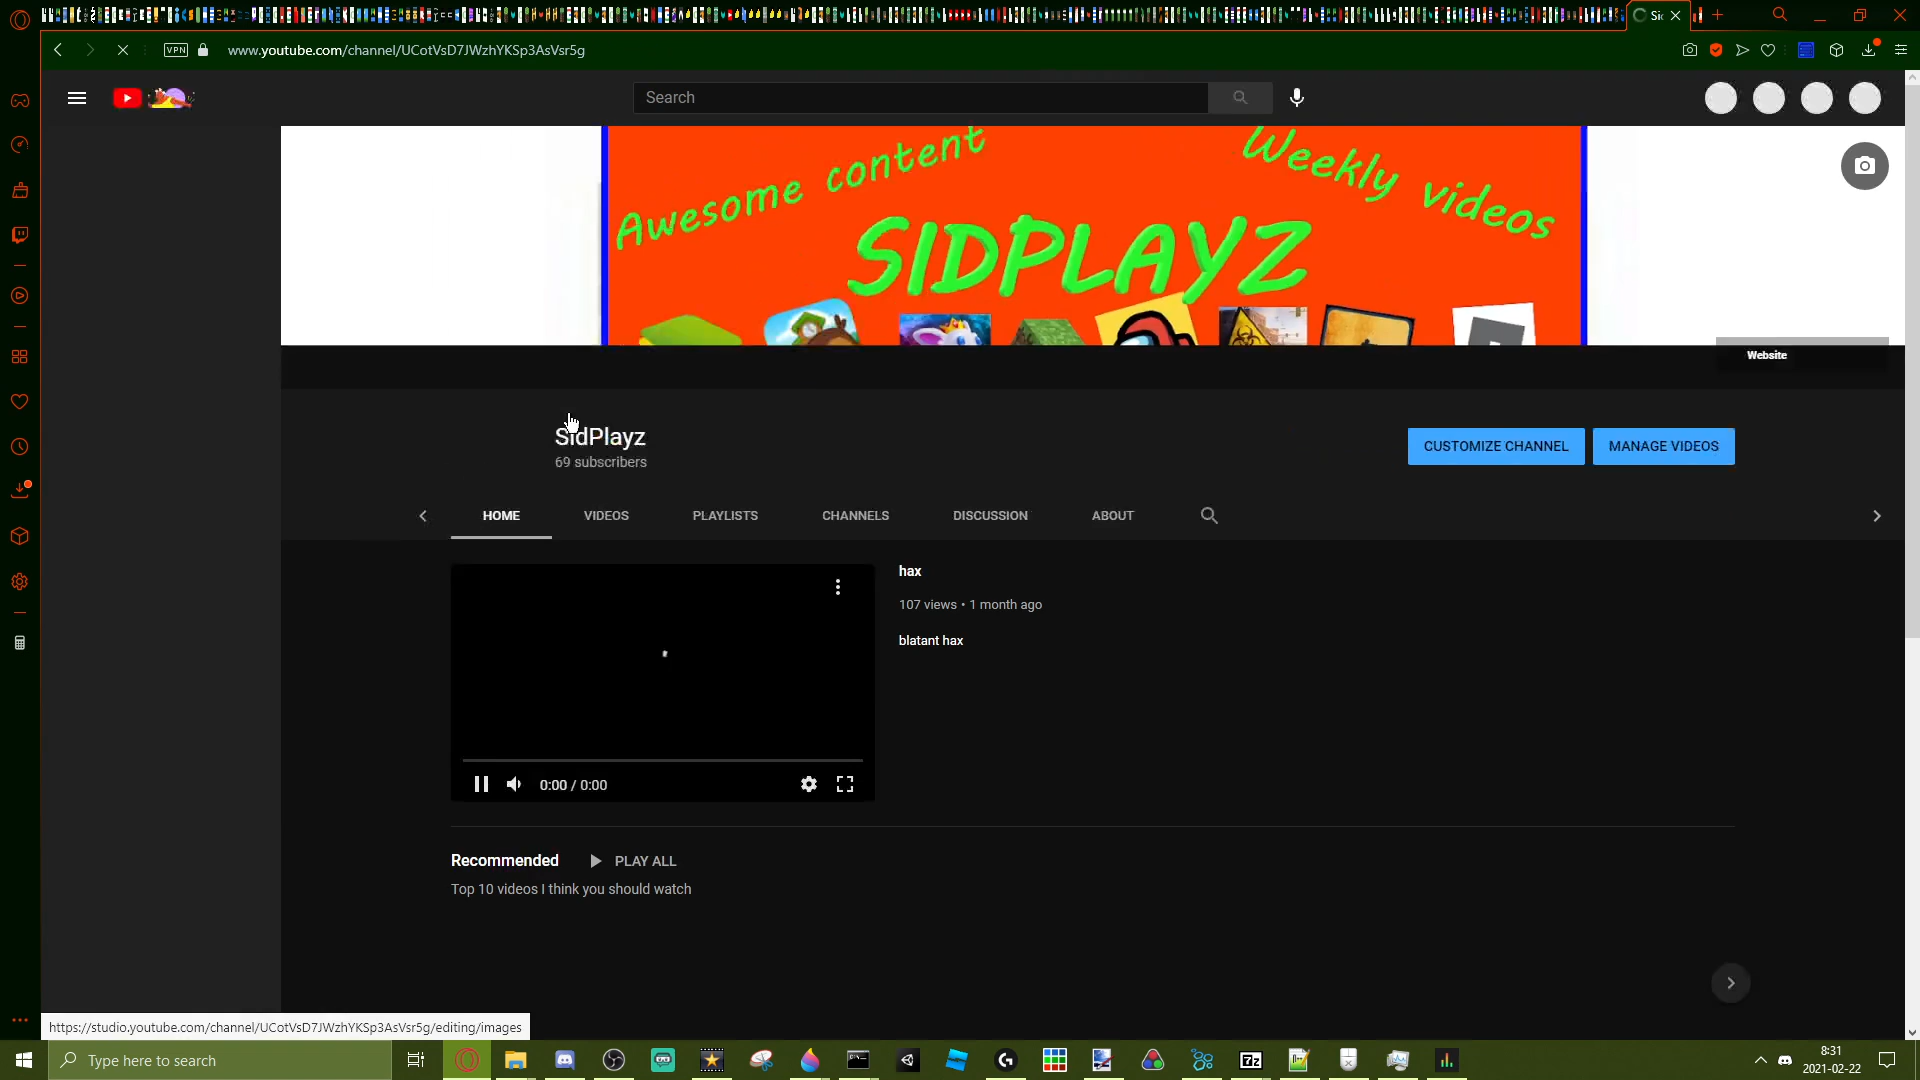 Si
VPN
www.youtube.com/channel/UCotVsD7JWzhYKSp3AsVsr5g
Search
Awesome content
Weekly videos
SIDPLAYZ
Website
SidPlayz
69 subscribers
CUSTOMIZE CHANNEL
MANAGE VIDEOS
HOME
VIDEOS
PLAYLISTS
CHANNELS
DISCUSSION
ABOUT
hax
107 views • 1 month ago
blatant hax
0:00 / 0:00
Recommended
PLAY ALL
Top 10 videos I think you should watch
https://studio.youtube.com/channel/UCotVsD7JWzhYKSp3AsVsr5g/editing/images
Type here to search
7z
8:31
2021-02-22